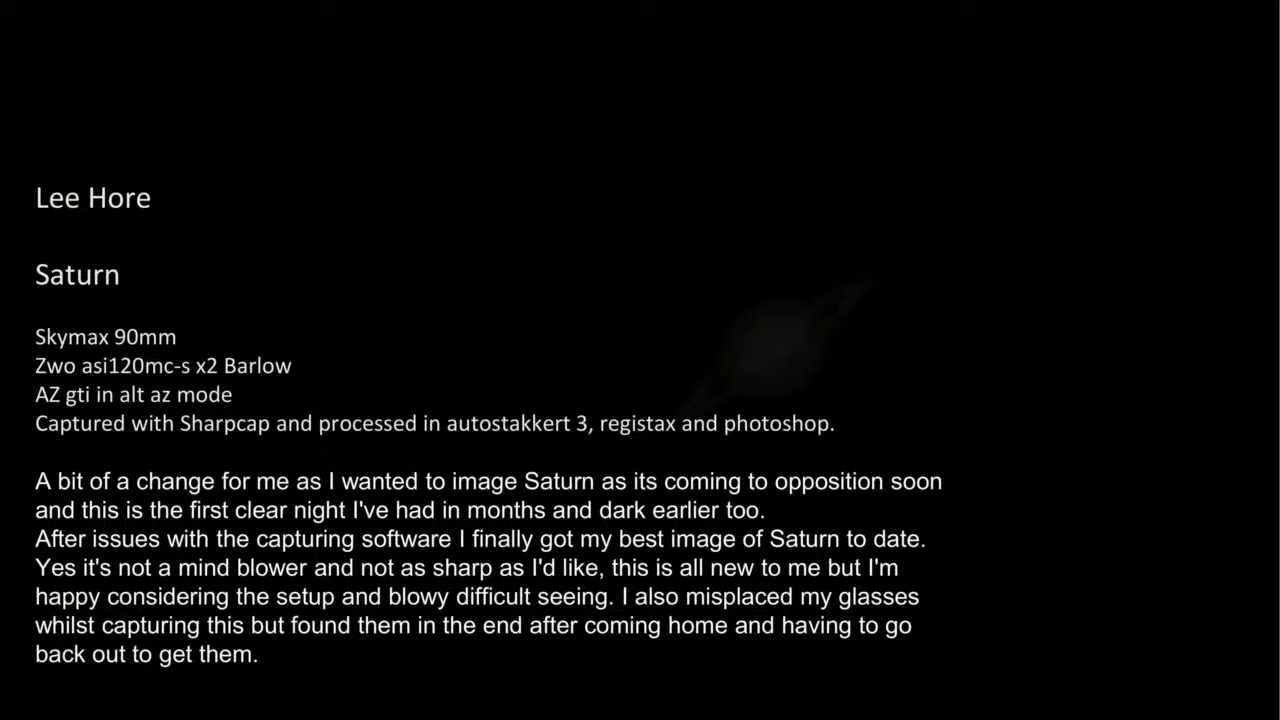 Lee Hore
Saturn
Skymax 90mm
Zwo asi120mc-s x2 Barlow
AZ gti in alt az mode
Captured with Sharpcap and processed in autostakkert 3, registax and photoshop.
A bit of a change for me as I wanted to image Saturn as its coming to opposition soon
and this is the first clear night I've had in months and dark earlier too.
After issues with the capturing software I finally got my best image of Saturn to date.
Yes it's not a mind blower and not as sharp as I'd like, this is all new to me but I'm
happy considering the setup and blowy difficult seeing. I also misplaced my glasses
whilst capturing this but found them in the end after coming home and having to go
back out to get them.